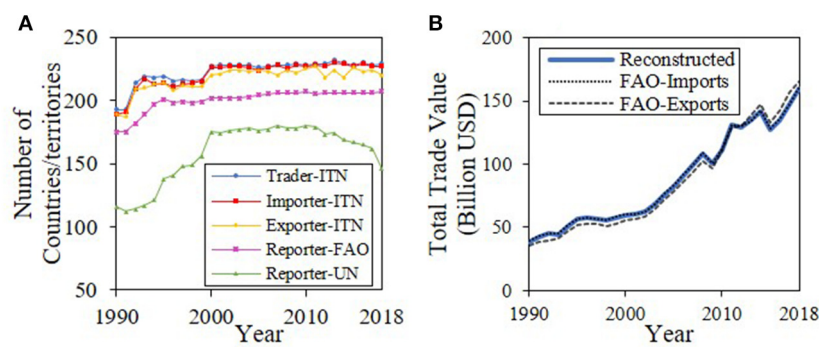 A
Number of
Countries/territories
250
200
150
100
50
Trader-ITN
Importer-ITN
Exporter-ITN
Reporter-FAO
Reporter-UN
1990
2000
2010
2018
Year
B
Total Trade Value
(Billion USD)
200
150
100
50
0
Reconstructed
FAO-Imports
FAO-Exports
1990
2000
2010
2018
Year